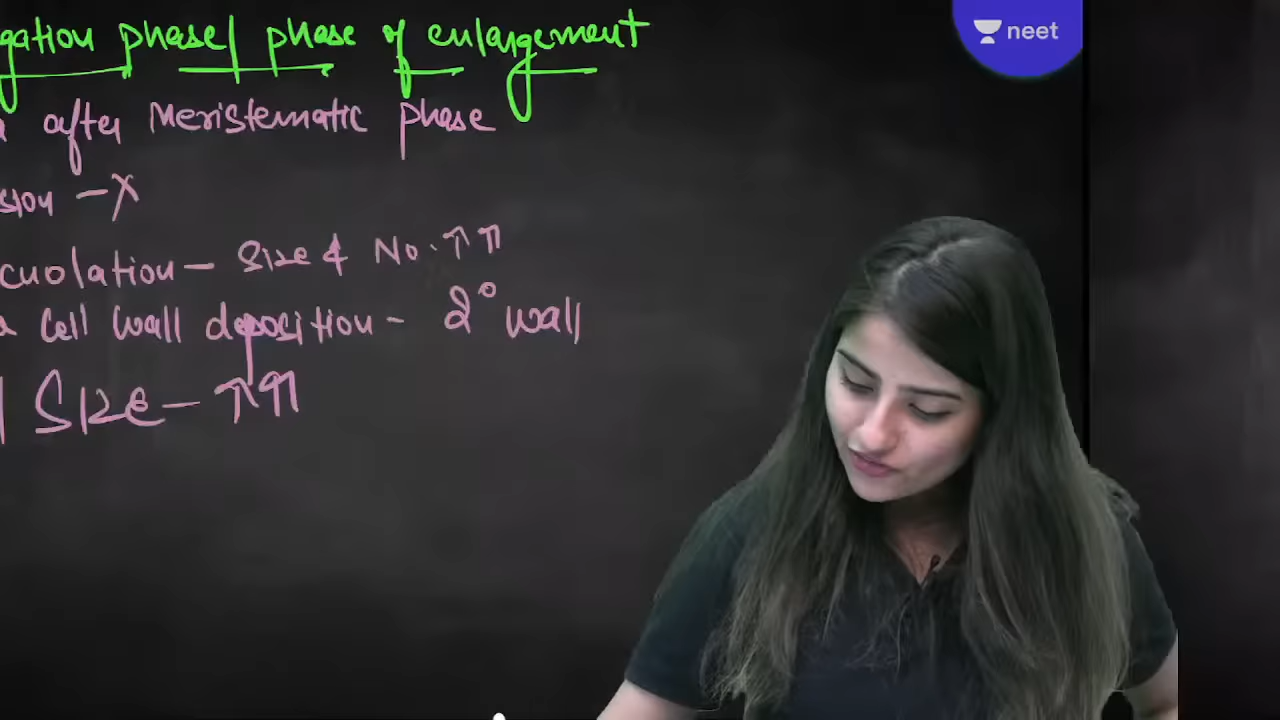 gation phase/ phase of enlargement
neet
after Meristematic phase
sion - X
cuolation - Size & No. ↑ ↑↑
a cell wall deposition - 2° wall
Size - ↑ ↑↑